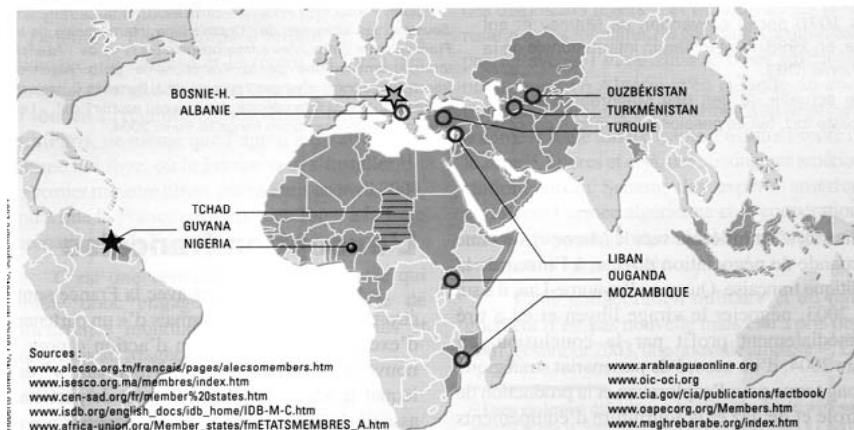 BOSNIE-H.
ALBANIE
OUZBÉKISTAN
TURKMÉNISTAN
TURQUIE
TCHAD
GUYANA
NIGERIA
LIBAN
OUGANDA
MOZAMBIQUE
Sources :
www.alecso.org.tn/francais/pages/alecsomembers.htm
www.isesco.org.ma/membres/index.htm
www.cen-sad.org/fr/member%20states.htm
www.isdb.org/english_docs/idb_home/IDB-M-C.htm
www.africa-union.org/Member_states/fmETATSMEMBRES_A.htm
www.arableagueonline.org
www.oic-oci.org
www.cia.gov/cia/publications/factbook/
www.oapecorg.org/Members.htm
www.maghrebarabe.org/index.htm